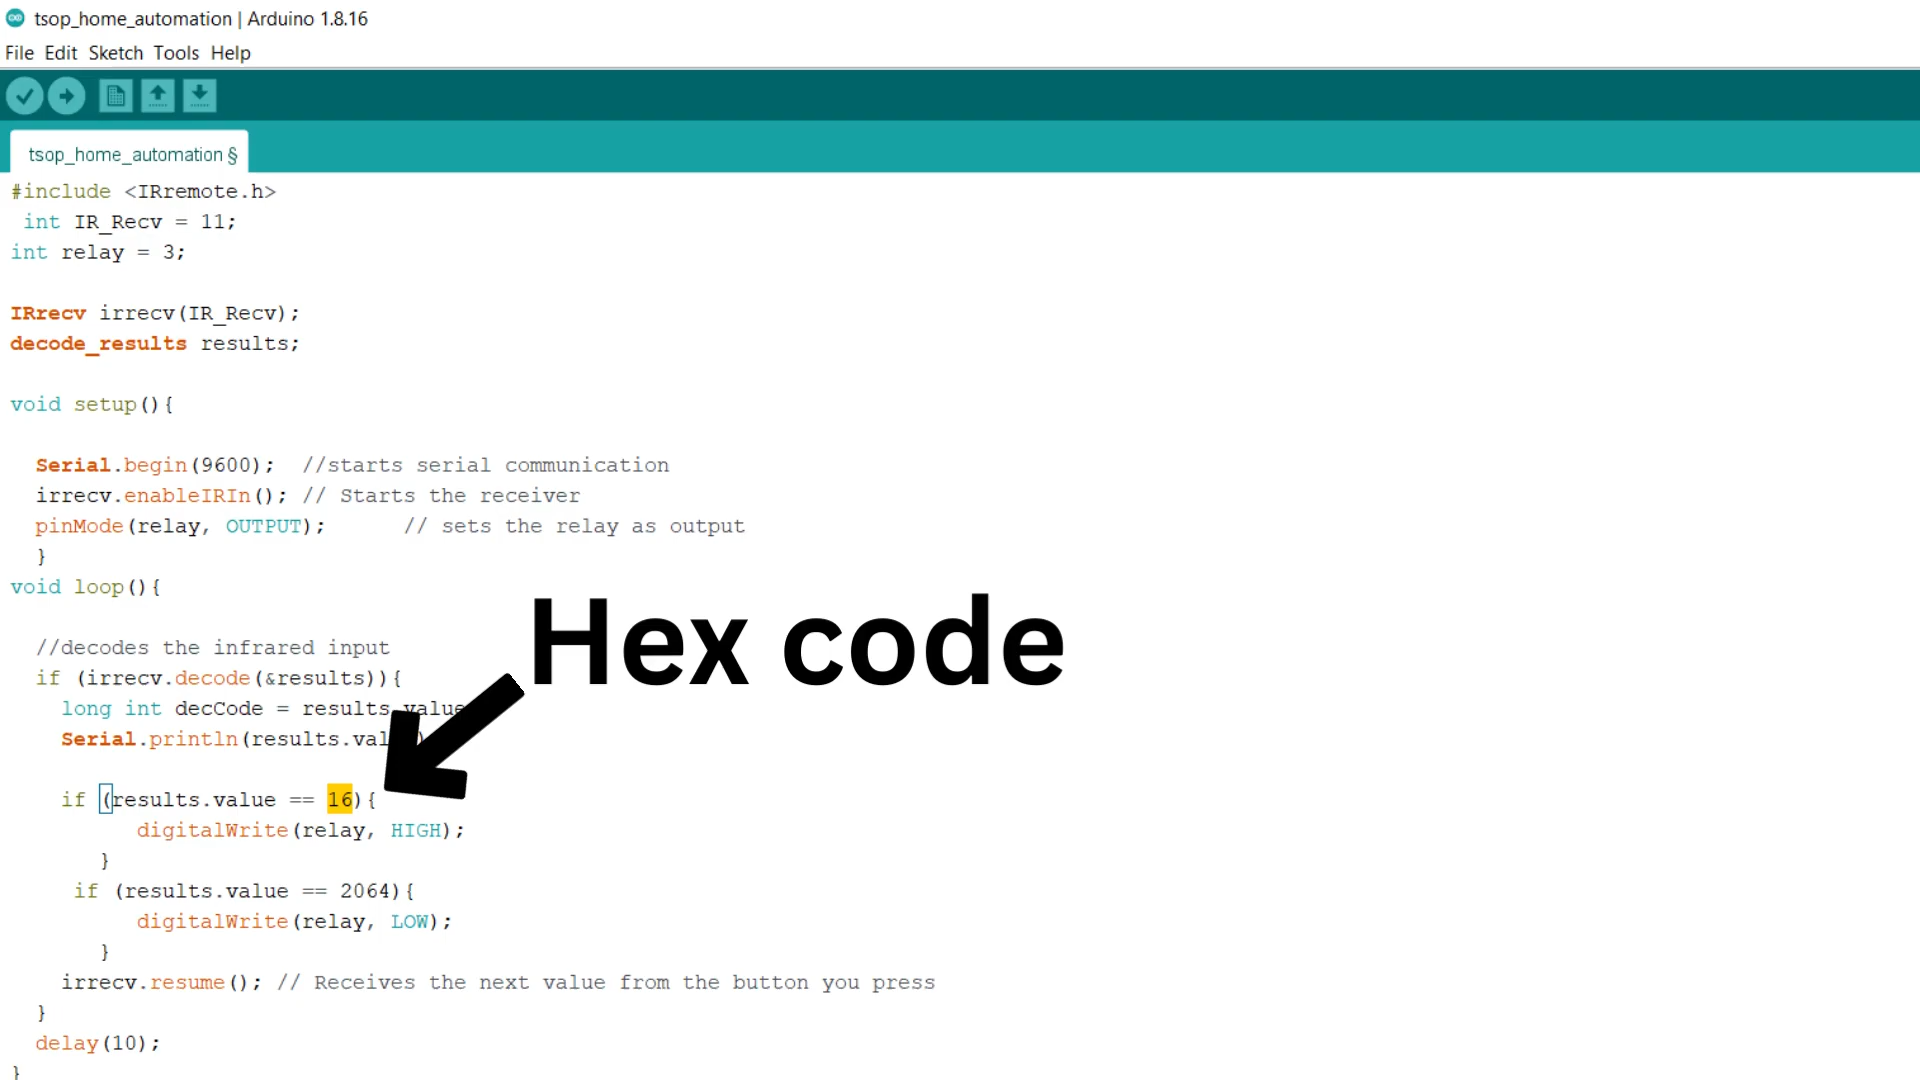 tsop_home_automation | Arduino 1.8.16
File Edit Sketch Tools Help
tsop_home_automation §
#include <IRremote.h>
int IR_Recv = 11;
int relay = 3;
IRrecv irrecv(IR_Recv);
decode_results results;
void setup(){
Serial.begin(9600); //starts serial communication
irrecv.enableIRIn(); // Starts the receiver
pinMode(relay, OUTPUT); // sets the relay as output
}
void loop(){
Hex code
//decodes the infrared input
if (irrecv.decode(&results)){
long int decCode = results.value
Serial.println(results.val
if (results.value == 16){
digitalWrite(relay, HIGH);
}
if (results.value == 2064){
digitalWrite(relay, LOW);
}
irrecv.resume(); // Receives the next value from the button you press
}
delay(10);
}